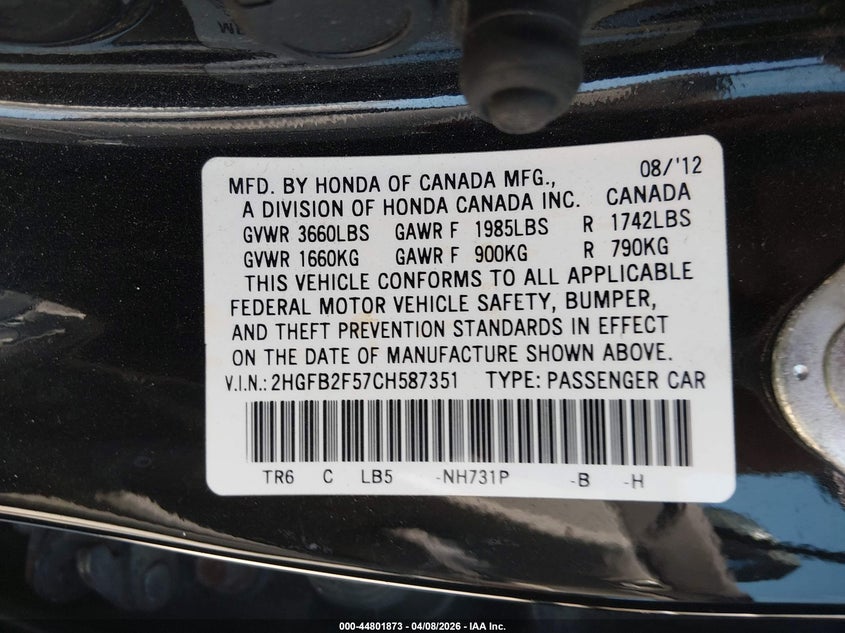 MFD. BY HONDA OF CANADA MFG., 08/'12
A DIVISION OF HONDA CANADA INC. CANADA
GVWR 3660LBS GAWR F 1985LBS R 1742LBS
GVWR 1660KG GAWR F 900KG R 790KG
THIS VEHICLE CONFORMS TO ALL APPLICABLE
FEDERAL MOTOR VEHICLE SAFETY, BUMPER,
AND THEFT PREVENTION STANDARDS IN EFFECT
ON THE DATE OF MANUFACTURE SHOWN ABOVE.
V.I.N.: 2HGFB2F57CH587351 TYPE: PASSENGER CAR
TR6 C LB5 -NH731P -B -H
000-44801873 - 04/08/2026 - IAA Inc.